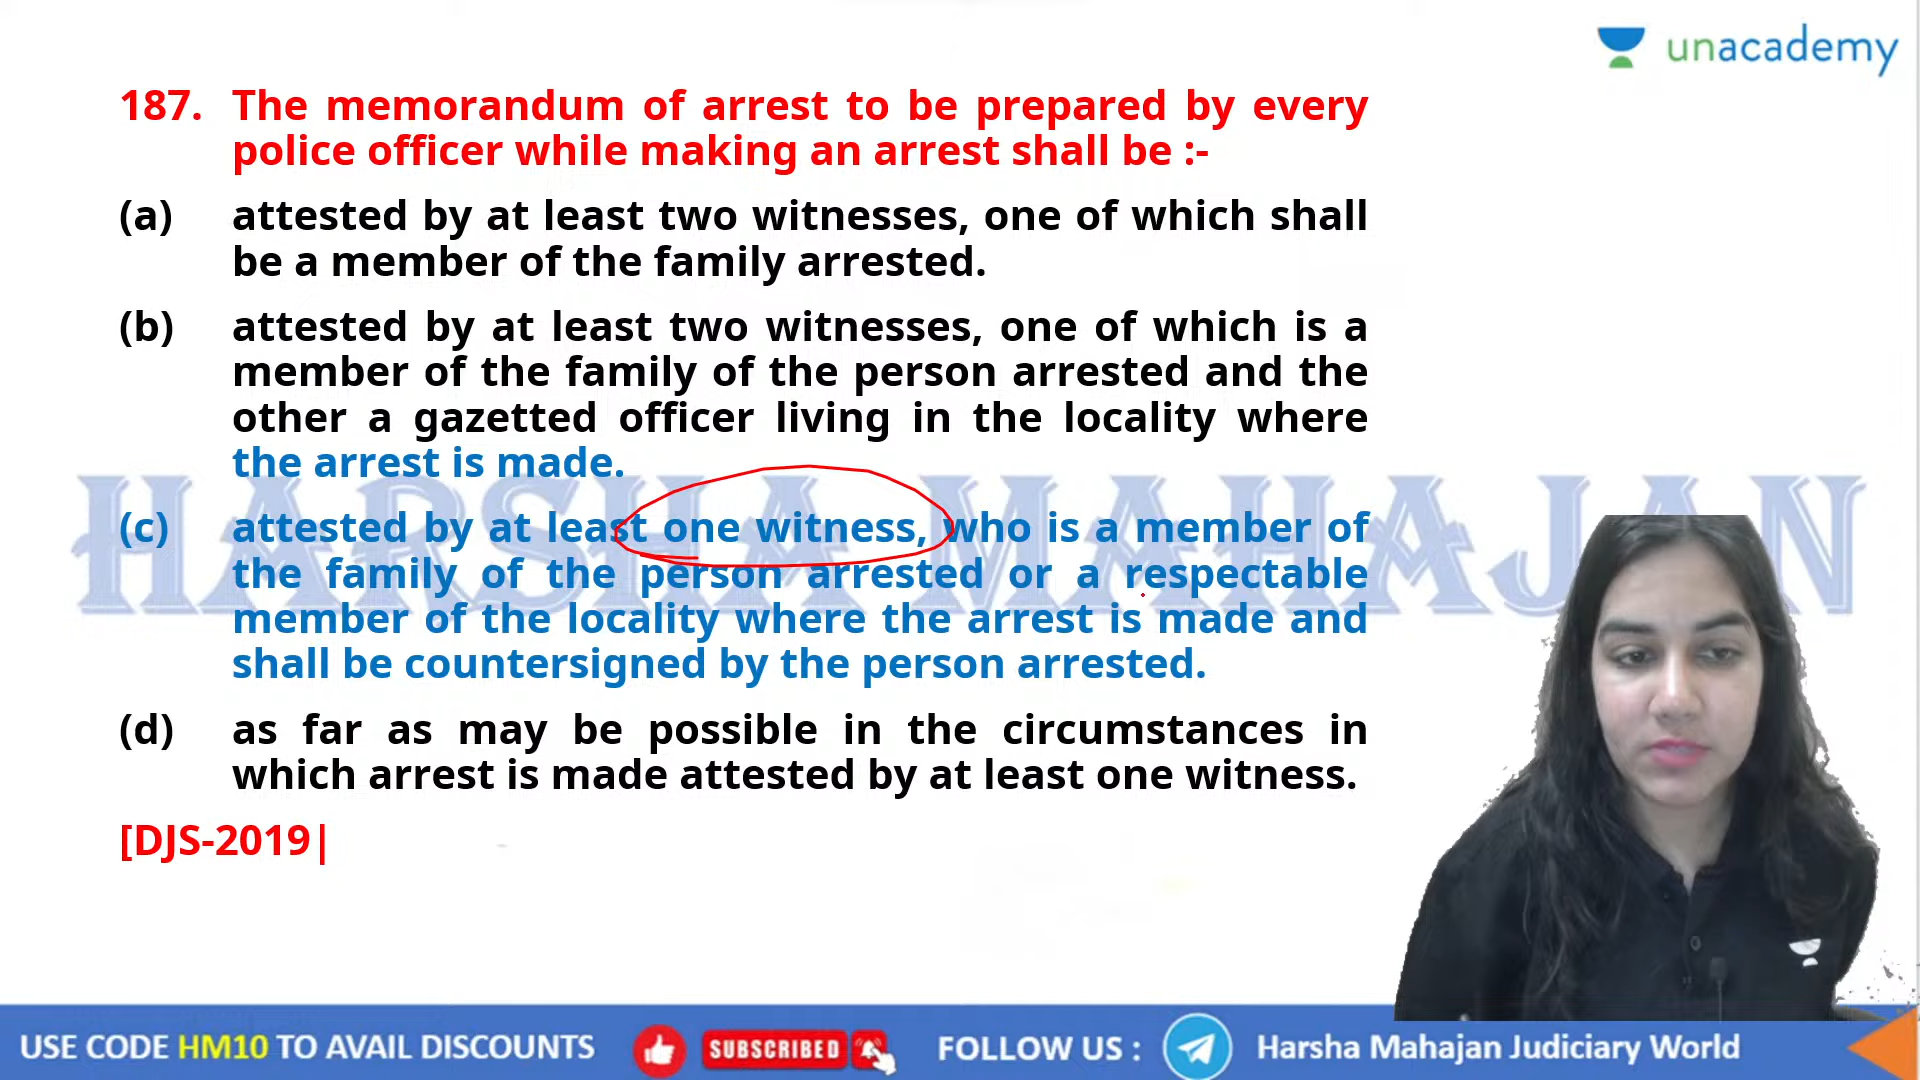 unacademy
187. The memorandum of arrest to be prepared by every
police officer while making an arrest shall be :-
(a) attested by at least two witnesses, one of which shall
be a member of the family arrested.
(b) attested by at least two witnesses, one of which is a
member of the family of the person arrested and the
other a gazetted officer living in the locality where
the arrest is made.
HARSHA MAHAJAN
(c) attested by at least one witness, who is a member of
the family of the person arrested or a respectable
member of the locality where the arrest is made and
shall be countersigned by the person arrested.
(d) as far as may be possible in the circumstances in
which arrest is made attested by at least one witness.
[DJS-2019|
USE CODE HM10 TO AVAIL DISCOUNTS SUBSCRIBED FOLLOW US : Harsha Mahajan Judiciary World